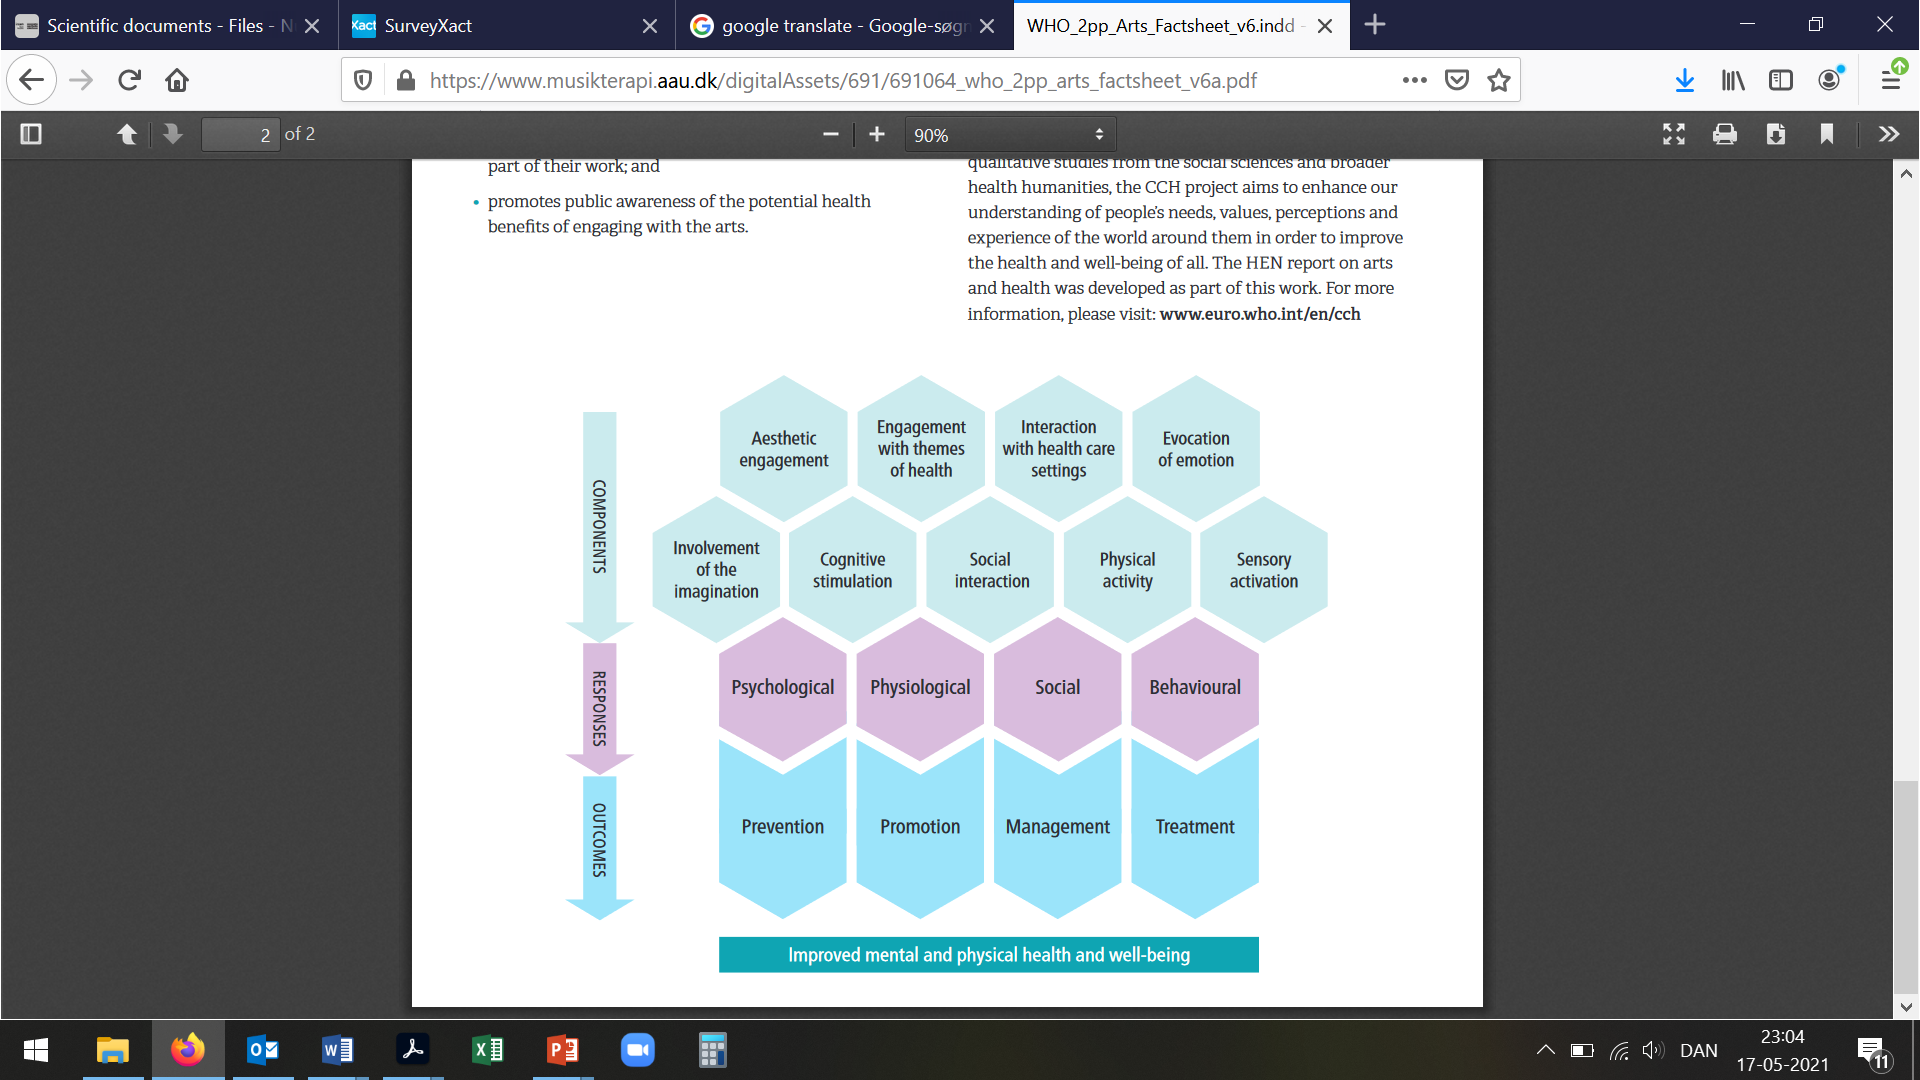 Scientific documents - Files - N
SurveyXact
google translate - Google-søgn
WHO_2pp_Arts_Factsheet_v6.indd -
https://www.musikterapi.aau.dk/digitalAssets/691/691064_who_2pp_arts_factsheet_v6a.pdf
2 of 2
90%
part of their work; and
• promotes public awareness of the potential health
benefits of engaging with the arts.
qualitative studies from the social sciences and broader
health humanities, the CCH project aims to enhance our
understanding of people's needs, values, perceptions and
experience of the world around them in order to improve
the health and well-being of all. The HEN report on arts
and health was developed as part of this work. For more
information, please visit: www.euro.who.int/en/cch
COMPONENTS
Aesthetic
engagement
Engagement
with themes
of health
Interaction
with health care
settings
Evocation
of emotion
Involvement
of the
imagination
Cognitive
stimulation
Social
interaction
Physical
activity
Sensory
activation
RESPONSES
Psychological
Physiological
Social
Behavioural
OUTCOMES
Prevention
Promotion
Management
Treatment
Improved mental and physical health and well-being
DAN
23:04
17-05-2021
11